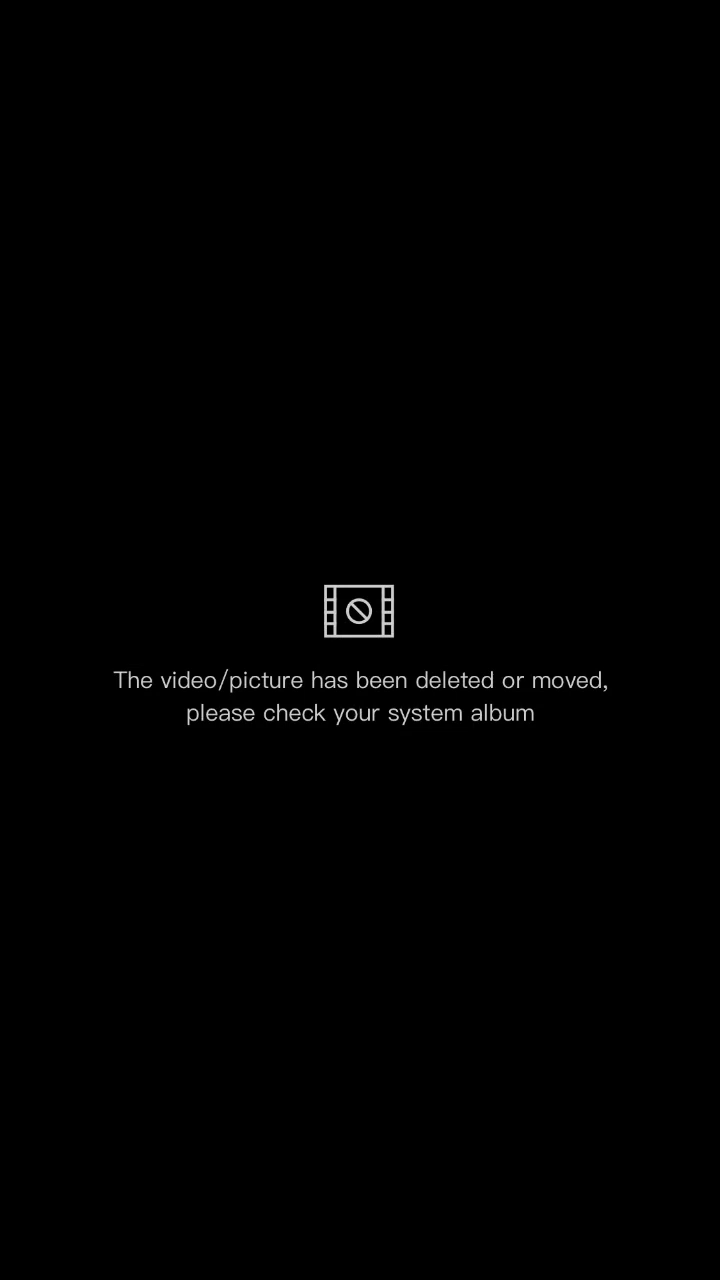 The video/picture has been deleted or moved,
please check your system album